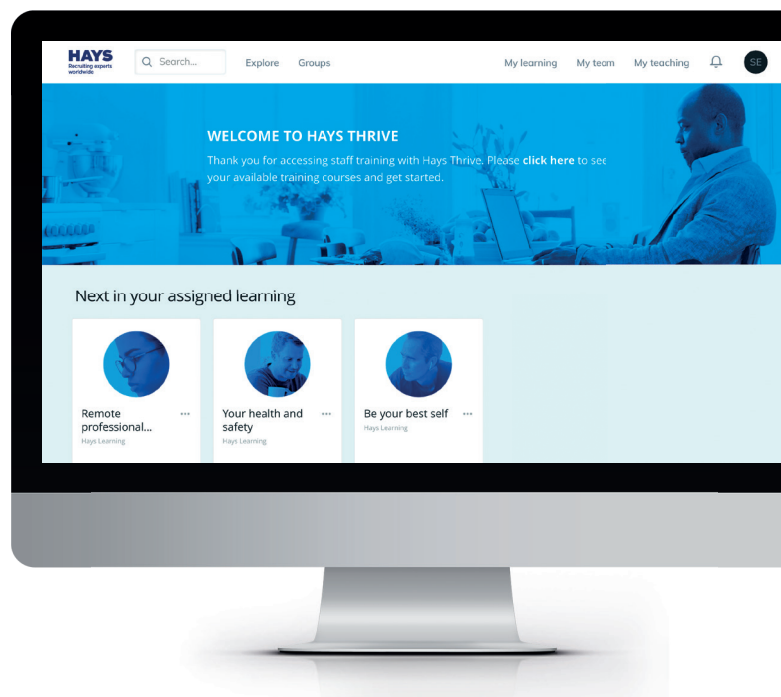 HAYS
Recruiting experts
worldwide
Search...
Explore
Groups
My learning
My team
My teaching
SE
WELCOME TO HAYS THRIVE
Thank you for accessing staff training with Hays Thrive. Please click here to see
your available training courses and get started.
Next in your assigned learning
Remote
professional...
Hays Learning
Your health and
safety
Hays Learning
Be your best self
Hays Learning